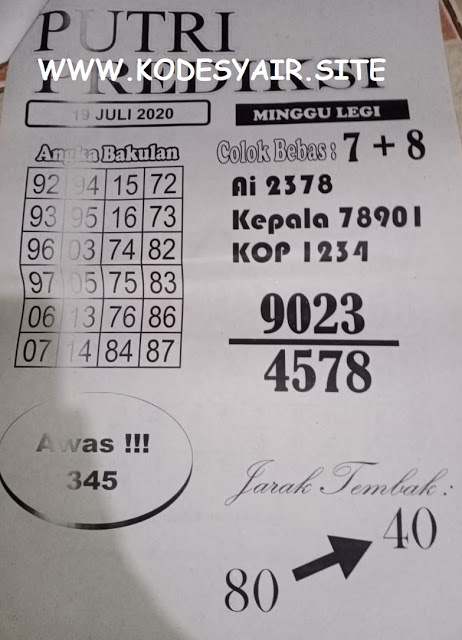 PUTRI
WWW.KODESYAIR.SITE
PREDIKSI
19 JULI 2020
MINGGU LEGI
Angka Bakulan
92 94 15 72
93 95 16 73
96 03 74 82
97 05 75 83
06 13 76 86
07 14 84 87
Colok Bebas : 7 + 8
Ai 2378
Kepala 78901
KOP 1234
9023
4578
Awas !!!
345
Jarak Tembak :
80
40